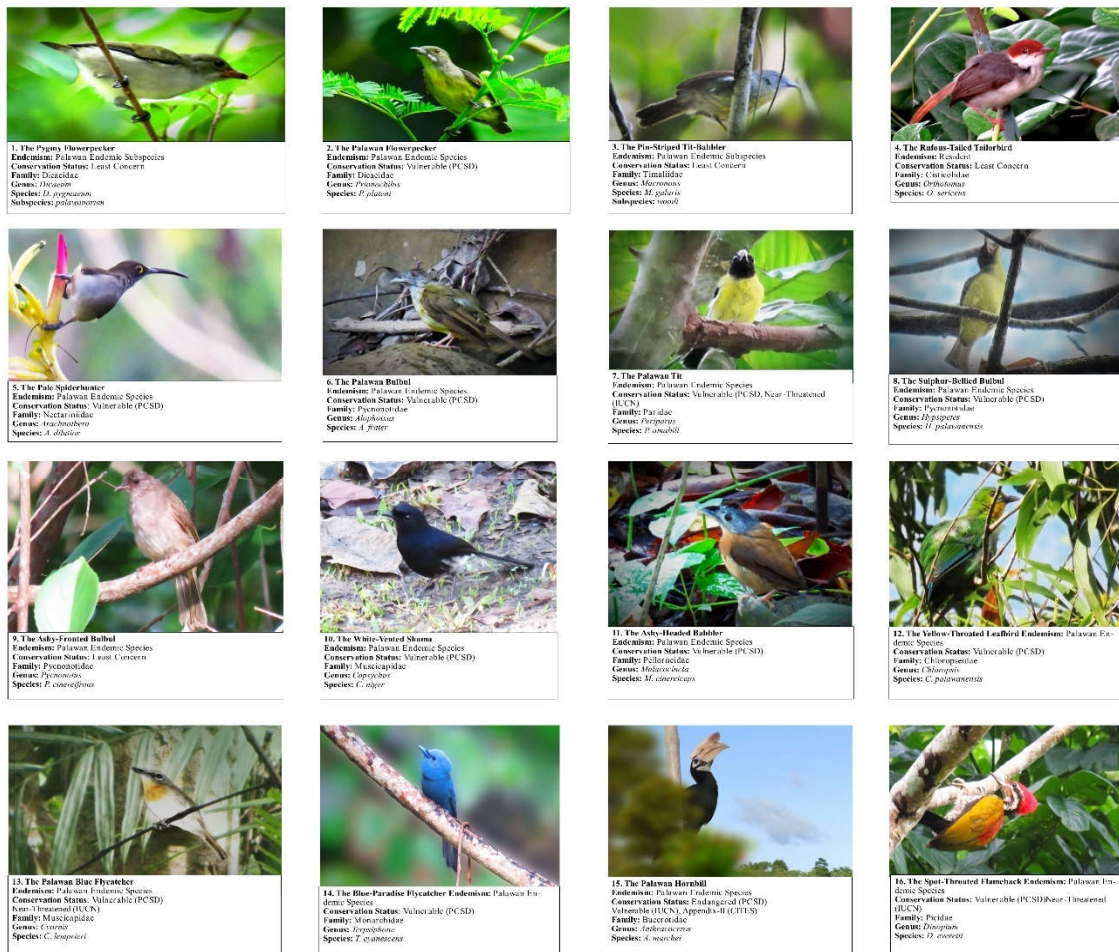 1. The Pygmy Flowerpecker
Endemism: Palawan Endemic Subspecies
Conservation Status: Least Concern
Family: Dicaeidae
Genus: Dicaeum
Species: D. pygmaeum
Subspecies: palawanorum
2. The Palawan Flowerpecker
Endemism: Palawan Endemic Species
Conservation Status: Vulnerable (PCSD)
Family: Dicaeidae
Genus: Prionochilus
Species: P. plateni
3. The Pin-Striped Tit-Babbler
Endemism: Palawan Endemic Subspecies
Conservation Status: Least Concern
Family: Timaliidae
Genus: Macronous
Species: M. gularis
Subspecies: woodi
4. The Rufous-Tailed Tailorbird
Endemism: Resident
Conservation Status: Least Concern
Family: Cisticolidae
Genus: Orthotomus
Species: O. sericeus
5. The Pale Spiderhunter
Endemism: Palawan Endemic Species
Conservation Status: Vulnerable (PCSD)
Family: Nectariniidae
Genus: Arachnothera
Species: A. dilutior
6. The Palawan Bulbul
Endemism: Palawan Endemic Species
Conservation Status: Vulnerable (PCSD)
Family: Pycnonotidae
Genus: Alophoixus
Species: A. frater
7. The Palawan Tit
Endemism: Palawan Endemic Species
Conservation Status: Vulnerable (PCSD, Near-Threatened
(IUCN)
Family: Paridae
Genus: Periparus
Species: P. amabili
8. The Sulphur-Bellied Bulbul
Endemism: Palawan Endemic Species
Conservation Status: Vulnerable (PCSD)
Family: Pycnonotidae
Genus: Hypsipetes
Species: H. palawanensis
9. The Ashy-Fronted Bulbul
Endemism: Palawan Endemic Species
Conservation Status: Least Concern
Family: Pycnonotidae
Genus: Pycnonotus
Species: P. cinereifrons
10. The White-Vented Shama
Endemism: Palawan Endemic Species
Conservation Status: Vulnerable (PCSD)
Family: Muscicapidae
Genus: Copsychus
Species: C. niger
11. The Ashy-Headed Babbler
Endemism: Palawan Endemic Species
Conservation Status: Vulnerable (PCSD)
Family: Pellorneidae
Genus: Malacocincla
Species: M. cinereiceps
12. The Yellow-Throated Leafbird Endemism: Palawan En-
demic Species
Conservation Status: Vulnerable (PCSD)
Family: Chloropseidae
Genus: Chloropsis
Species: C. palawanensis
13. The Palawan Blue Flycatcher
Endemism: Palawan Endemic Species
Conservation Status: Vulnerable (PCSD)
Near-Threatened (IUCN)
Family: Muscicapidae
Genus: Cyornis
Species: C. lemprieri
14. The Blue-Paradise Flycatcher Endemism: Palawan En-
demic Species
Conservation Status: Vulnerable (PCSD)
Family: Monarchidae
Genus: Terpsiphone
Species: T. cyanescens
15. The Palawan Hornbill
Endemism: Palawan Endemic Species
Conservation Status: Endangered (PCSD)
Vulnerable (IUCN), Appendix-II (CITES)
Family: Bucerotidae
Genus: Anthracoceros
Species: A. marchei
16. The Spot-Throated Flameback Endemism: Palawan En-
demic Species
Conservation Status: Vulnerable (PCSD)Near-Threatened
(IUCN)
Family: Picidae
Genus: Dinopium
Species: D. everetti